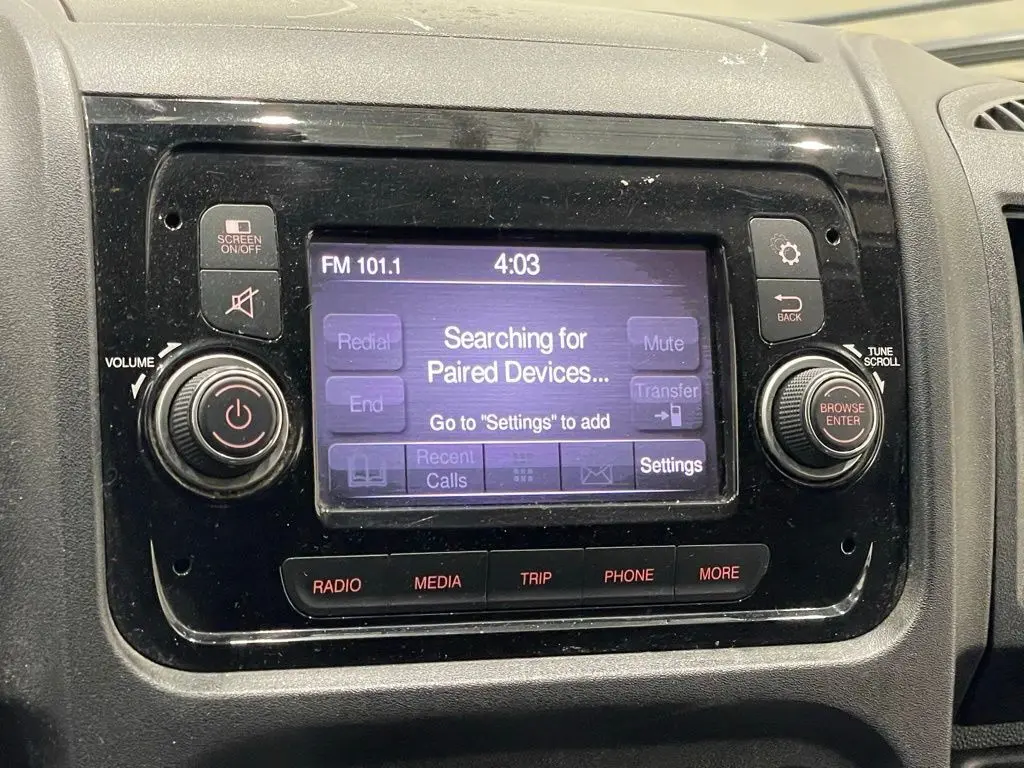 SCREEN
ON/OFF
VOLUME
FM 101.1 4:03
Redial
Searching for
Paired Devices...
Mute
End
Transfer
Go to "Settings" to add
Recent
Calls
Settings
BACK
TUNE
SCROLL
BROWSE
ENTER
RADIO MEDIA TRIP PHONE MORE